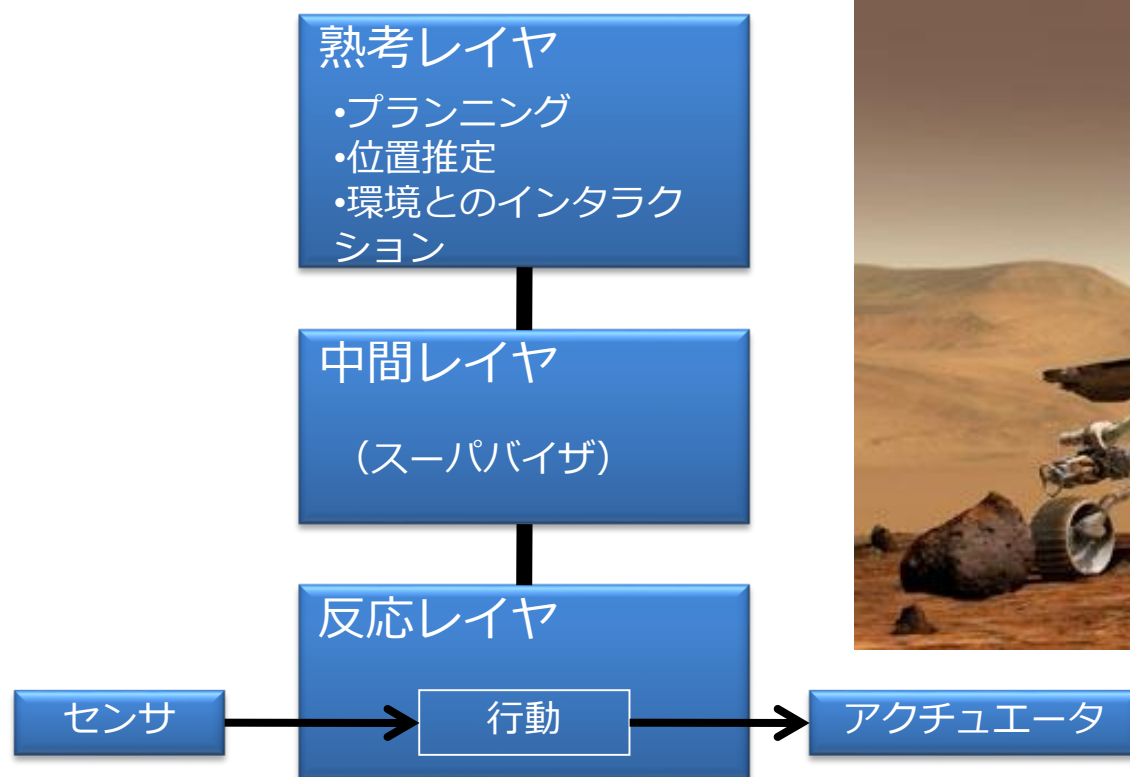 熟考レイヤ
•プランニング
•位置推定
•環境とのインタラク
ション
中間レイヤ
（スーパバイザ）
反応レイヤ
センサ
行動
アクチュエータ